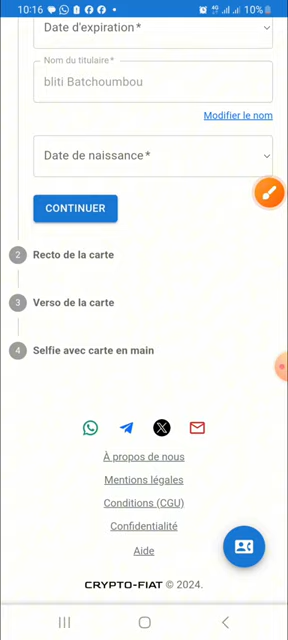 10:16
4G
10%
Date d'expiration*
Nom du titulaire*
bliti Batchoumbou
Modifier le nom
Date de naissance*
CONTINUER
2 Recto de la carte
3 Verso de la carte
4 Selfie avec carte en main
À propos de nous
Mentions légales
Conditions (CGU)
Confidentialité
Aide
CRYPTO-FIAT © 2024.